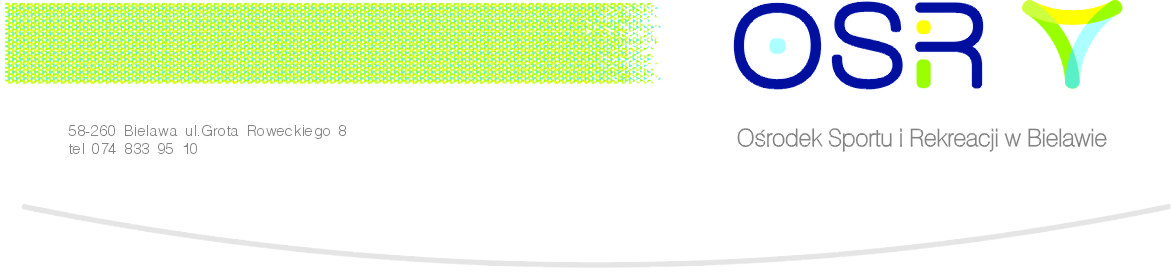 OSiR
58-260 Bielawa ul.Grota Roweckiego 8
tel 074 833 95 10
Ośrodek Sportu i Rekreacji w Bielawie